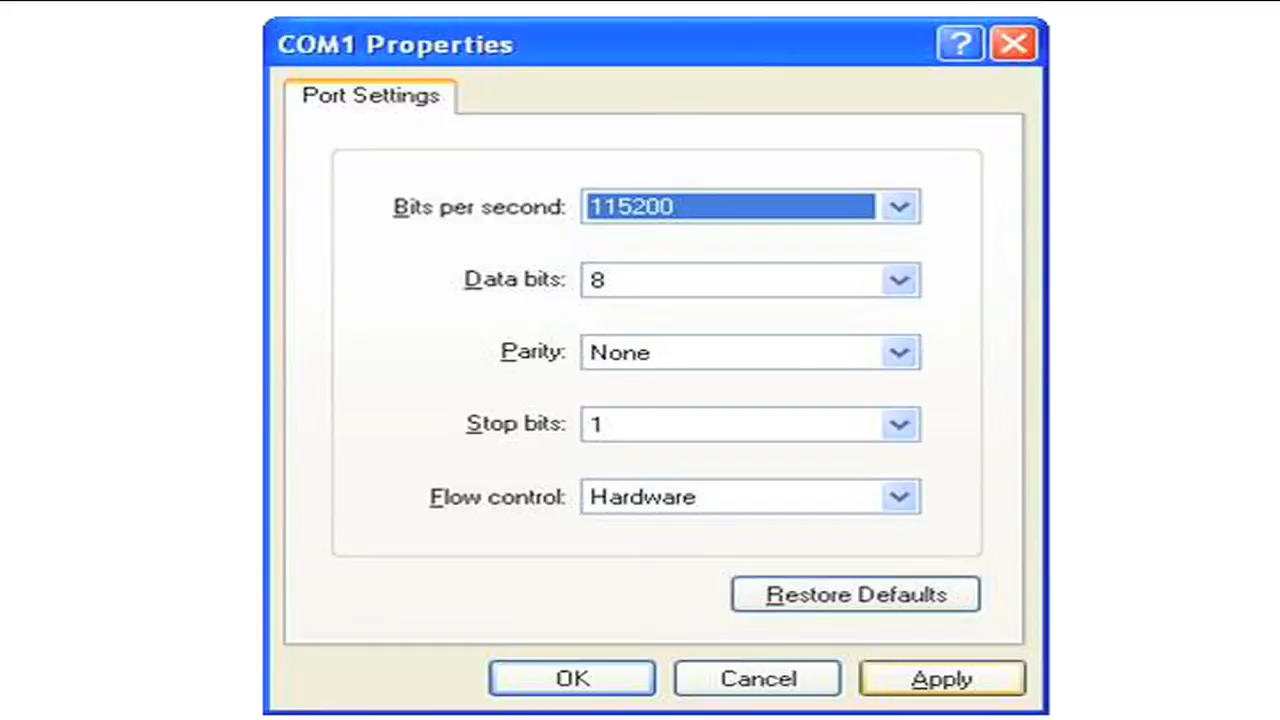 COM1 Properties
Port Settings
Bits per second: 115200
Data bits: 8
Parity: None
Stop bits: 1
Flow control: Hardware
Restore Defaults
OK Cancel Apply